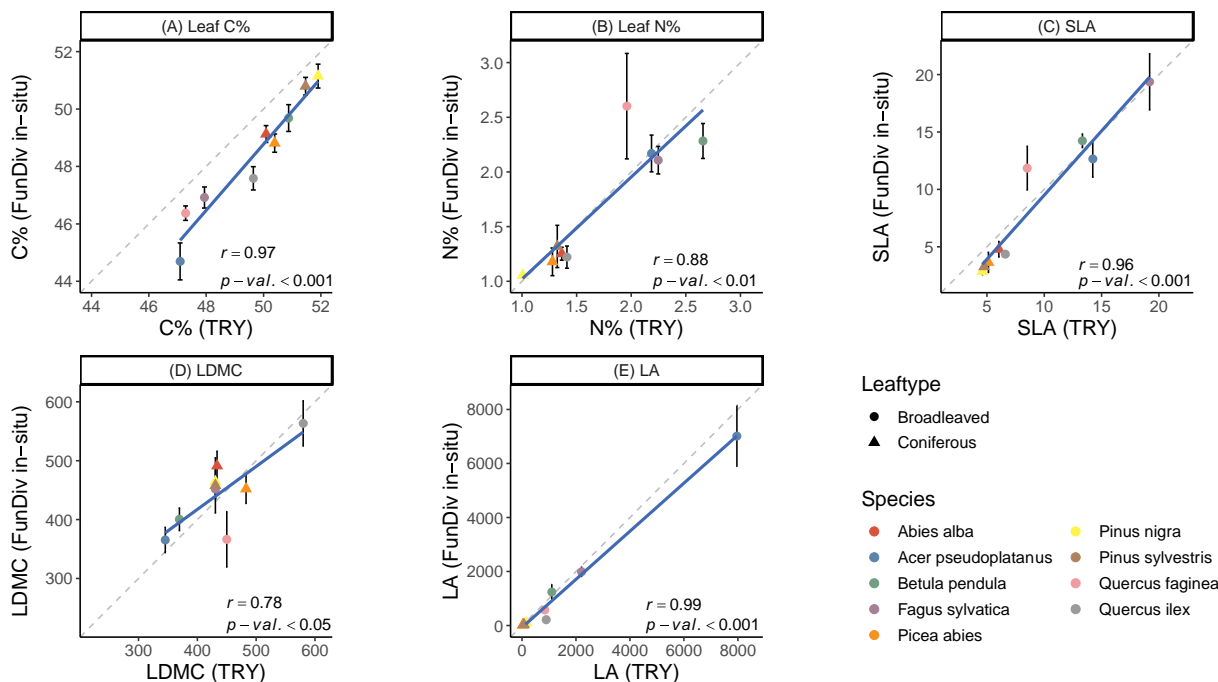 (A) Leaf C%
52
50
48
46
44
44 46 48 50 52
C% (FunDiv in−situ)
C% (TRY)
r = 0.97
p − val. < 0.001
(B) Leaf N%
3.0
2.5
2.0
1.5
1.0
1.0 1.5 2.0 2.5 3.0
N% (FunDiv in−situ)
N% (TRY)
r = 0.88
p − val. < 0.01
(C) SLA
20
15
10
5
5 10 15 20
SLA (FunDiv in−situ)
SLA (TRY)
r = 0.96
p − val. < 0.001
(D) LDMC
600
500
400
300
300 400 500 600
LDMC (FunDiv in−situ)
LDMC (TRY)
r = 0.78
p − val. < 0.05
(E) LA
8000
6000
4000
2000
0
0 2000 4000 6000 8000
LA (FunDiv in−situ)
LA (TRY)
r = 0.99
p − val. < 0.001
Leaftype
Broadleaved
Coniferous
Species
Abies alba
Acer pseudoplatanus
Betula pendula
Fagus sylvatica
Picea abies
Pinus nigra
Pinus sylvestris
Quercus faginea
Quercus ilex